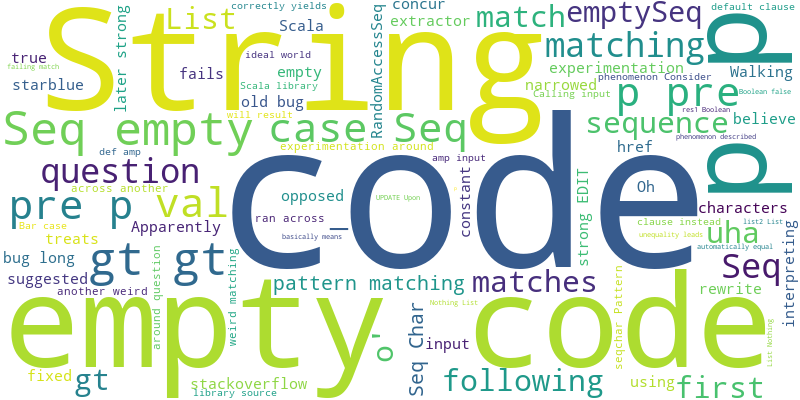 correctly yields
concur
default clause
String
List
later strong
Scala
extractor
match
emptySeq
true
failing match
ideal world
matching
d
starblue
fails
empty
Scala library
RandomAccessSeq
experimentation
phenomenon Consider
Walking
narrowed
Calling input
p pre
Boolean false
old bug
will result
res1 Boolean
Seq empty
case Seq
sequence
believe
phenomenon described
def amp
experimentation around
code
amp input
href
question
across another
opposed
UPDATE Upon
constant
strong EDIT
Oh
d
pre p
val
ran across
characters
Bar case
Apparently
basically means
clause instead
list2 List
treats
unequality leads
uha
automatically equal
interpreting
bug long
gt gt
around question
weird matching
pattern matching
matches
seqchar Pattern
Seq
suggested
another weird
empty
code
rewrite
Nothing List
Seq Char
o'
input
List Nothing
fixed
gt
stackoverflow
library source
following
using
first